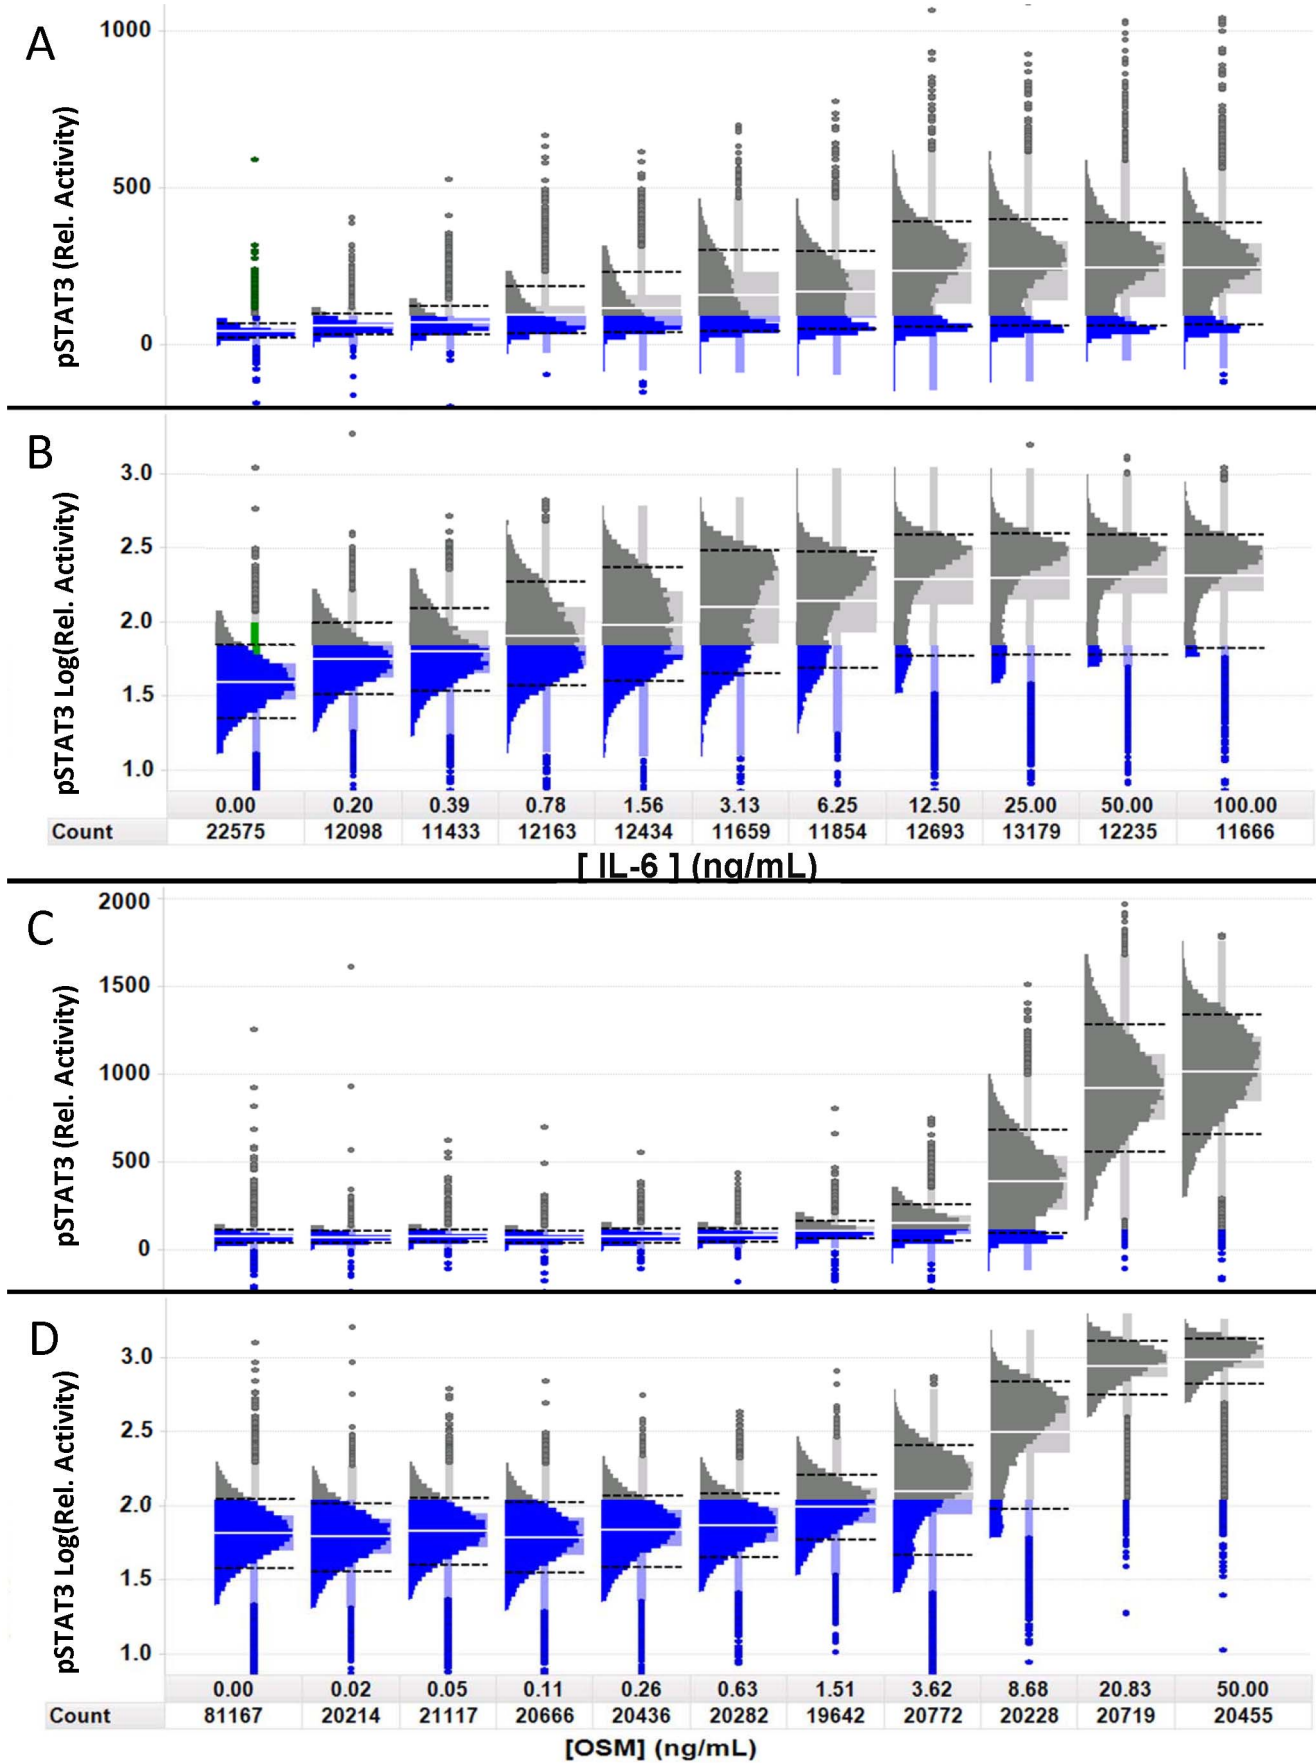 A
pSTAT3 (Rel. Activity)
1000
500
0
B
pSTAT3 Log(Rel. Activity)
3.0
2.5
2.0
1.5
1.0
0.00 0.20 0.39 0.78 1.56 3.13 6.25 12.50 25.00 50.00 100.00
Count 22575 12098 11433 12163 12434 11659 11854 12693 13179 12235 11666
[ IL-6 ] (ng/mL)
C
pSTAT3 (Rel. Activity)
2000
1500
1000
500
0
D
pSTAT3 Log(Rel. Activity)
3.0
2.5
2.0
1.5
1.0
0.00 0.02 0.05 0.11 0.26 0.63 1.51 3.62 8.68 20.83 50.00
Count 81167 20214 21117 20666 20436 20282 19642 20772 20228 20719 20455
[OSM] (ng/mL)